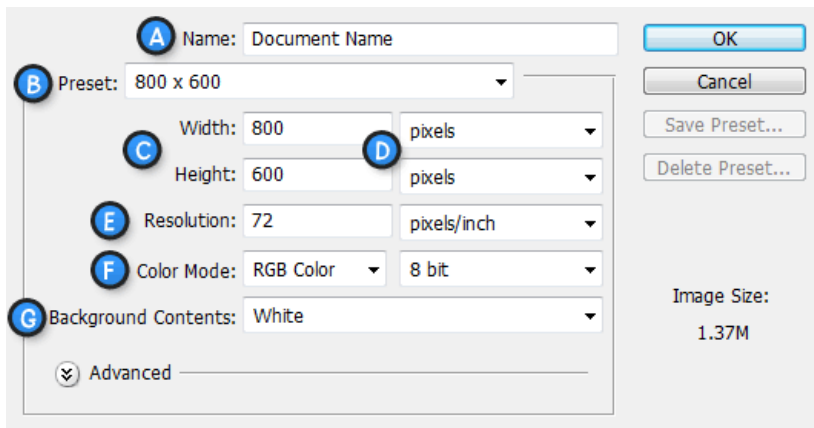 A Name: Document Name OK
B Preset: 800 x 600 Cancel
C Width: 800 D pixels Save Preset...
Height: 600 pixels Delete Preset...
E Resolution: 72 pixels/inch
F Color Mode: RGB Color 8 bit
Image Size:
G Background Contents: White
1.37M
Advanced